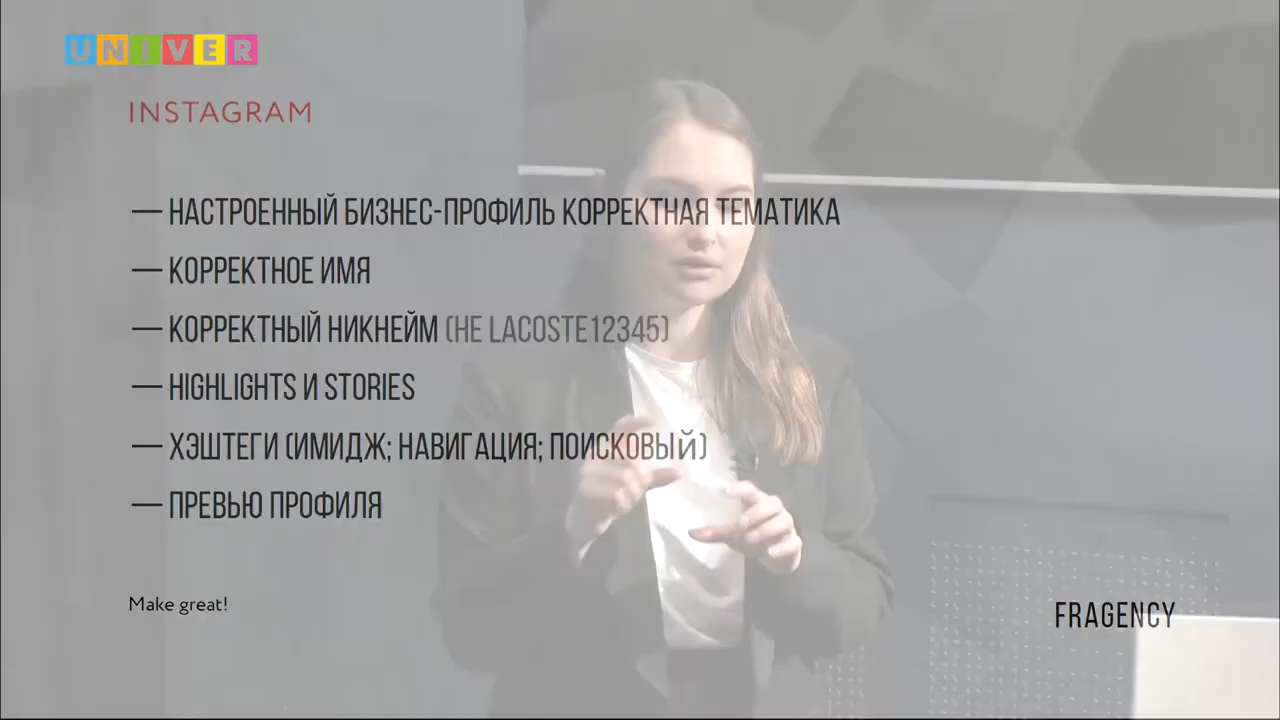 UNIVER
INSTAGRAM
— НАСТРОЕННЫЙ БИЗНЕС-ПРОФИЛЬ КОРРЕКТНАЯ ТЕМАТИКА
— КОРРЕКТНОЕ ИМЯ
— КОРРЕКТНЫЙ НИКНЕЙМ (НЕ LACOSTE12345)
— HIGHLIGHTS И STORIES
— ХЭШТЕГИ (ИМИДЖ; НАВИГАЦИЯ; ПОИСКОВЫй)
— ПРЕВЬЮ ПРОФИЛЯ
Make great!
FRAGENCY